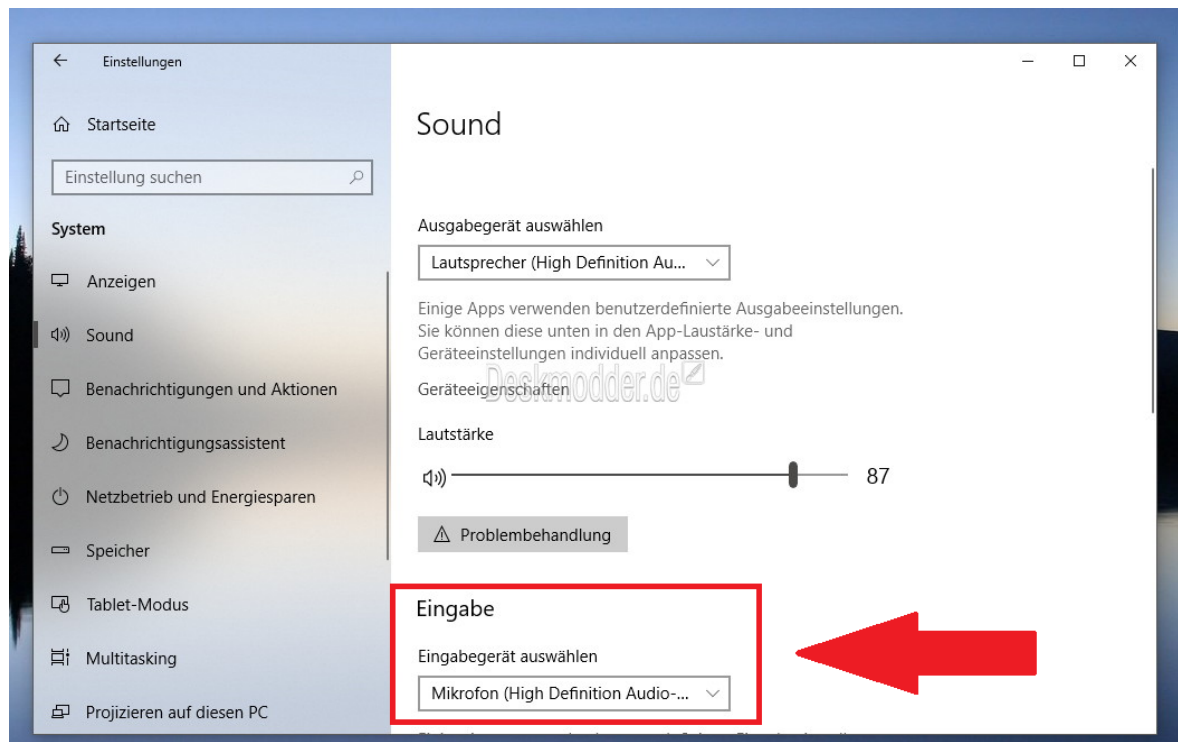 Einstellungen
Startseite
Einstellung suchen
System
Anzeigen
Sound
Benachrichtigungen und Aktionen
Benachrichtigungsassistent
Netzbetrieb und Energiesparen
Speicher
Tablet-Modus
Multitasking
Projizieren auf diesen PC
Sound
Ausgabegerät auswählen
Lautsprecher (High Definition Au...
Einige Apps verwenden benutzerdefinierte Ausgabeeinstellungen.
Sie können diese unten in den App-Laustärke- und
Geräteeinstellungen individuell anpassen.
Deskmodder.de
Geräteeigenschaften
Lautstärke
87
Problembehandlung
Eingabe
Eingabegerät auswählen
Mikrofon (High Definition Audio-...